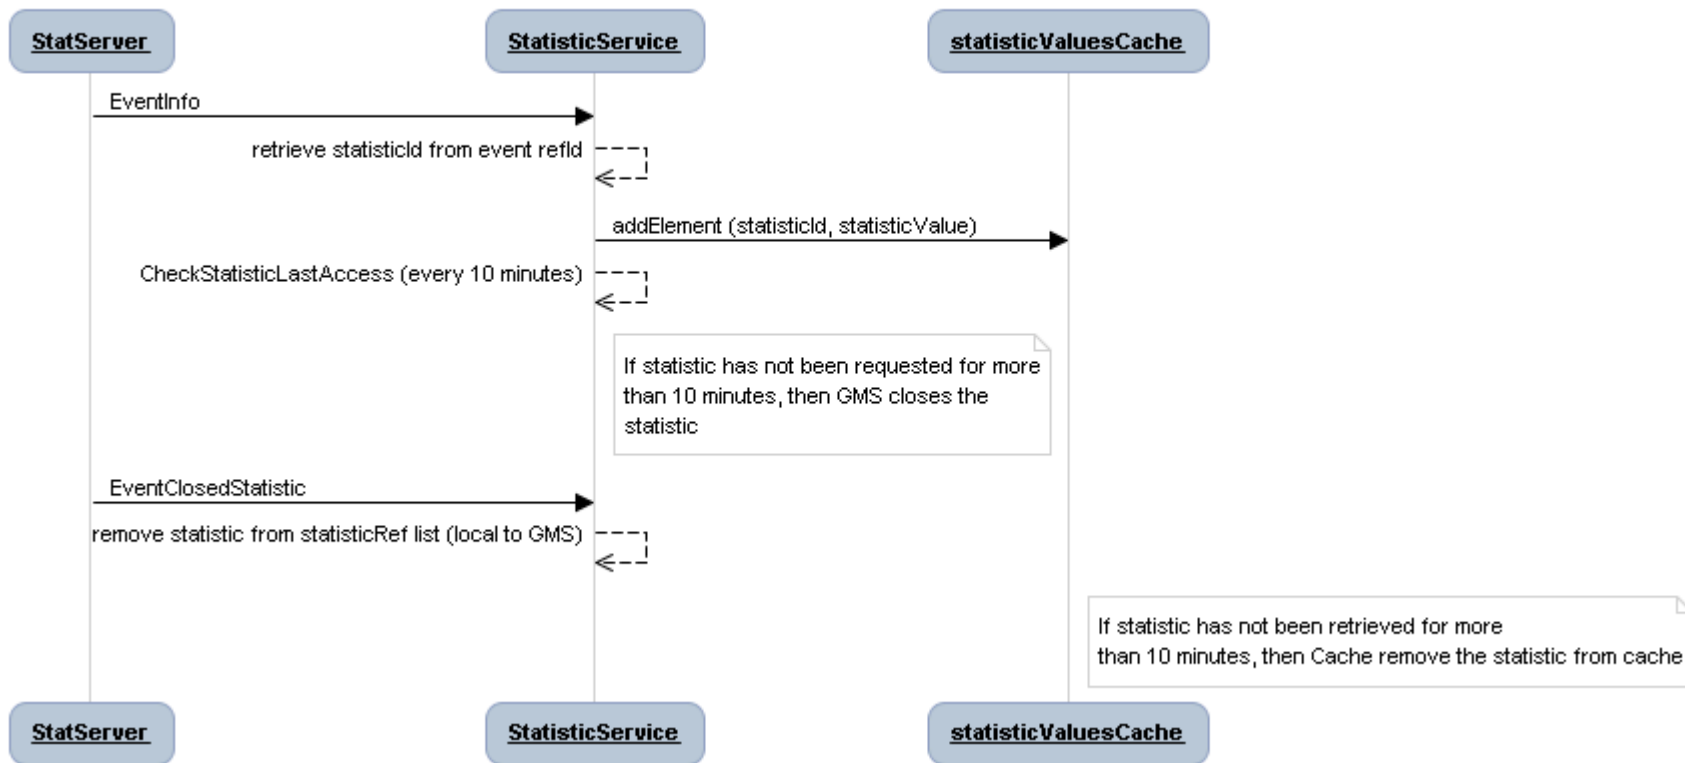 StatServer
StatisticService
statisticValuesCache
EventInfo
retrieve statisticId from event refId
addElement (statisticId, statisticValue)
CheckStatisticLastAccess (every 10 minutes)
If statistic has not been requested for more
than 10 minutes, then GMS closes the
statistic
EventClosedStatistic
remove statistic from statisticRef list (local to GMS)
If statistic has not been retrieved for more
than 10 minutes, then Cache remove the statistic from cache
StatServer
StatisticService
statisticValuesCache